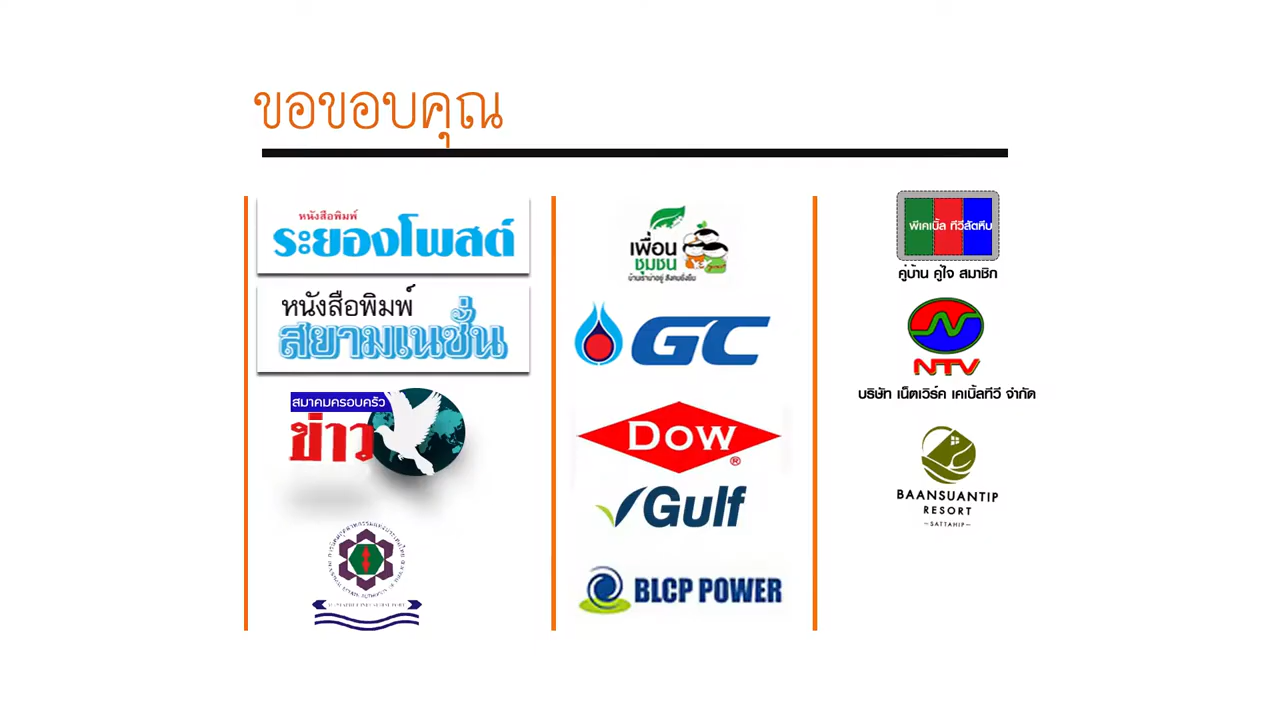 ขอขอบคุณ
หนังสือพิมพ์
ระยองโพสต์
หนังสือพิมพ์
สยามเนชั่น
สมาคมครอบครัว
ข่าว
เพื่อน
ชุมชน
GC
DOW
®
Gulf
BLCP POWER
พีเคเบิ้ล ทีวีสัตหีบ
คู่บ้าน คู่ใจ สมาชิก
NTV
บริษัท เน็ตเวิร์ค เคเบิ้ลทีวี จำกัด
BAANSUANTIP
RESORT
–SATTAHIP–